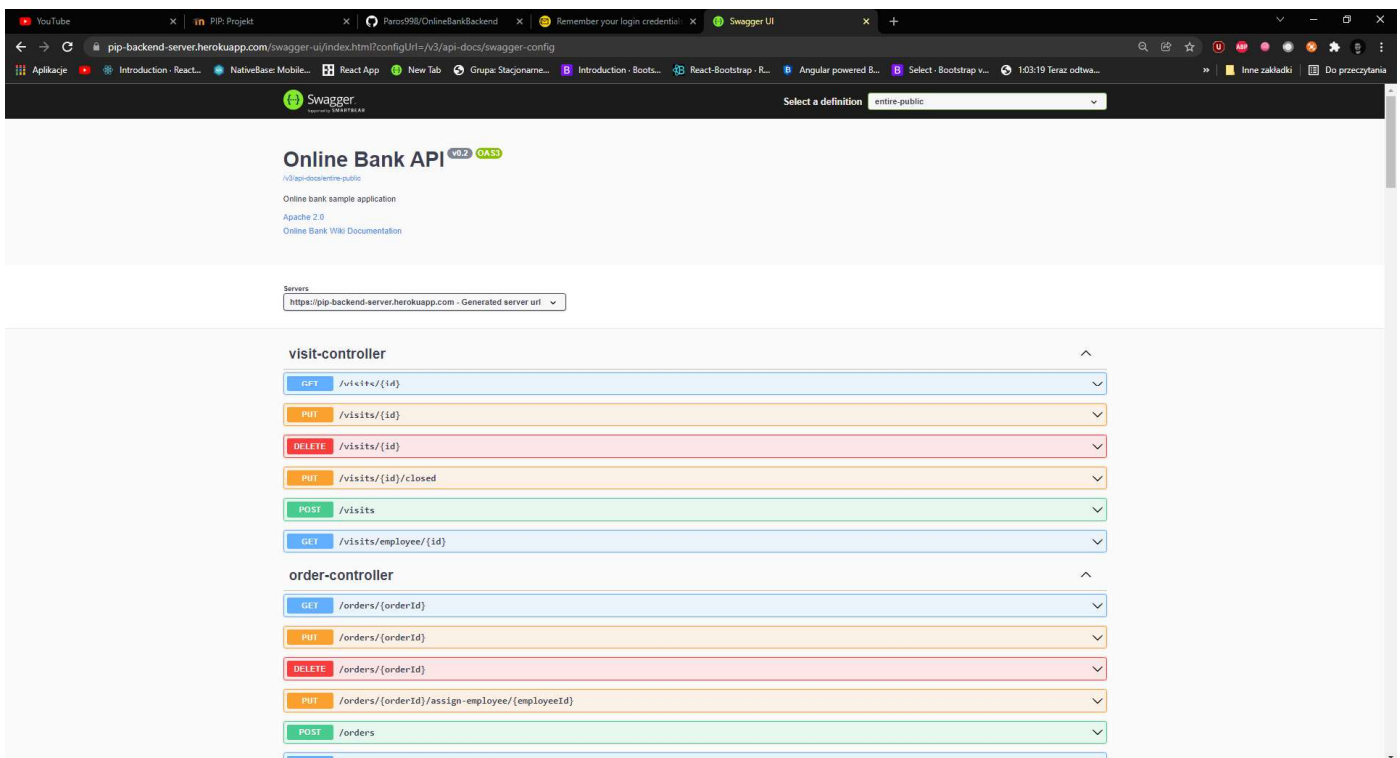 YouTube
PIP: Projekt
Paros998/OnlineBankBackend
Remember your login credential
Swagger UI
pip-backend-server.herokuapp.com/swagger-ui/index.html?configUrl=/v3/api-docs/swagger-config
Aplikacje
Introduction · React...
NativeBase: Mobile...
React App
New Tab
Grupa: Stacjonarne...
Introduction · Boots...
React-Bootstrap · R...
Angular powered B...
Select · Bootstrap v...
1:03:19 Teraz odtwa...
»
Inne zakładki
Do przeczytania
Swagger.
Supported by SMARTBEAR
Select a definition
entire-public
Online Bank API v0.2 OAS3
/v3/api-docs/entire-public
Online bank sample application
Apache 2.0
Online Bank Wiki Documentation
Servers
https://pip-backend-server.herokuapp.com - Generated server url
visit-controller
GET /visits/{id}
PUT /visits/{id}
DELETE /visits/{id}
PUT /visits/{id}/closed
POST /visits
GET /visits/employee/{id}
order-controller
GET /orders/{orderId}
PUT /orders/{orderId}
DELETE /orders/{orderId}
PUT /orders/{orderId}/assign-employee/{employeeId}
POST /orders